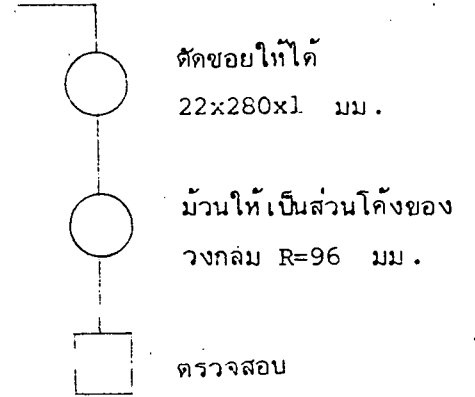 ตัดซอยให้ได้
22x280x1 มม.
ม้วนให้เป็นส่วนโค้งของ
วงกลม R=96 มม.
ตรวจสอบ